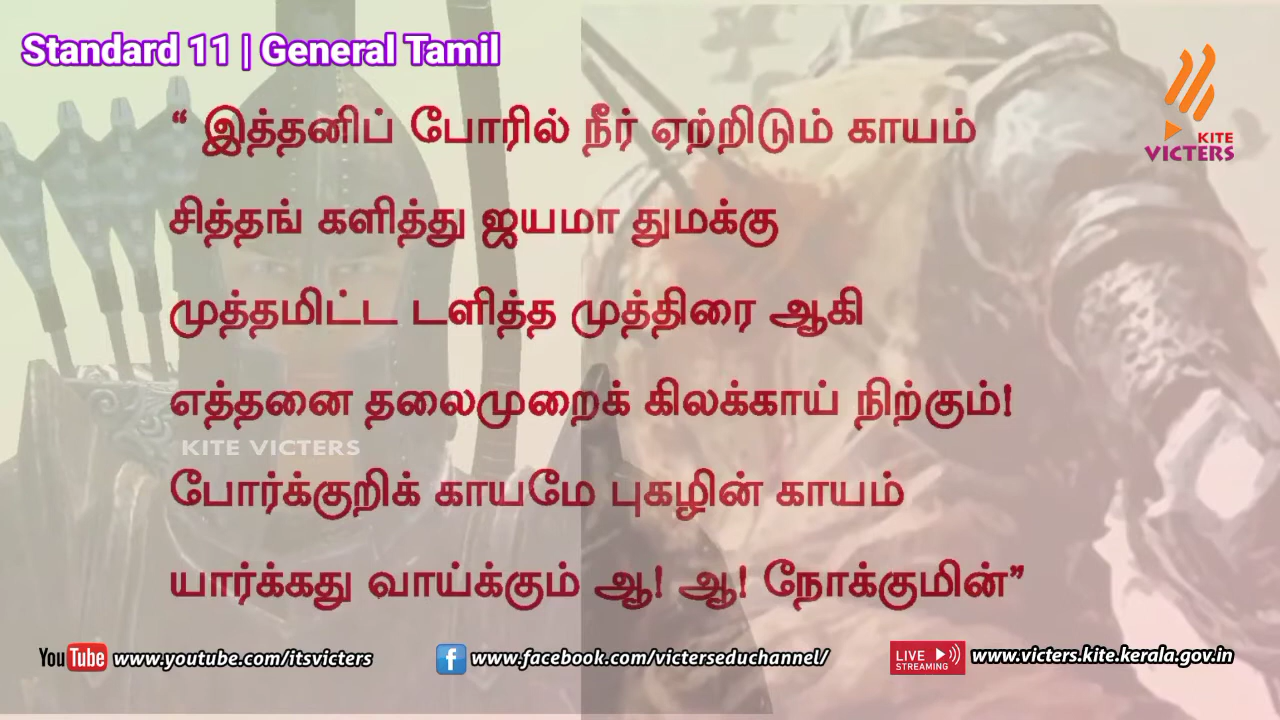 Standard 11 | General Tamil
“ இத்தனிப் போரில் நீர் ஏற்றிடும் காயம்
KITE
VICTERS
சித்தங் களித்து ஜயமா துமக்கு
முத்தமிட்ட டளித்த முத்திரை ஆகி
எத்தனை தலைமுறைக் கிலக்காய் நிற்கும்!
KITE VICTERS
போர்க்குறிக் காயமே புகழின் காயம்
யார்க்கது வாய்க்கும் ஆ! ஆ! நோக்குமின்”
YouTube www.youtube.com/itsvicters
f www.facebook.com/victerseduchannel/
LIVE STREAMING www.victers.kite.kerala.gov.in